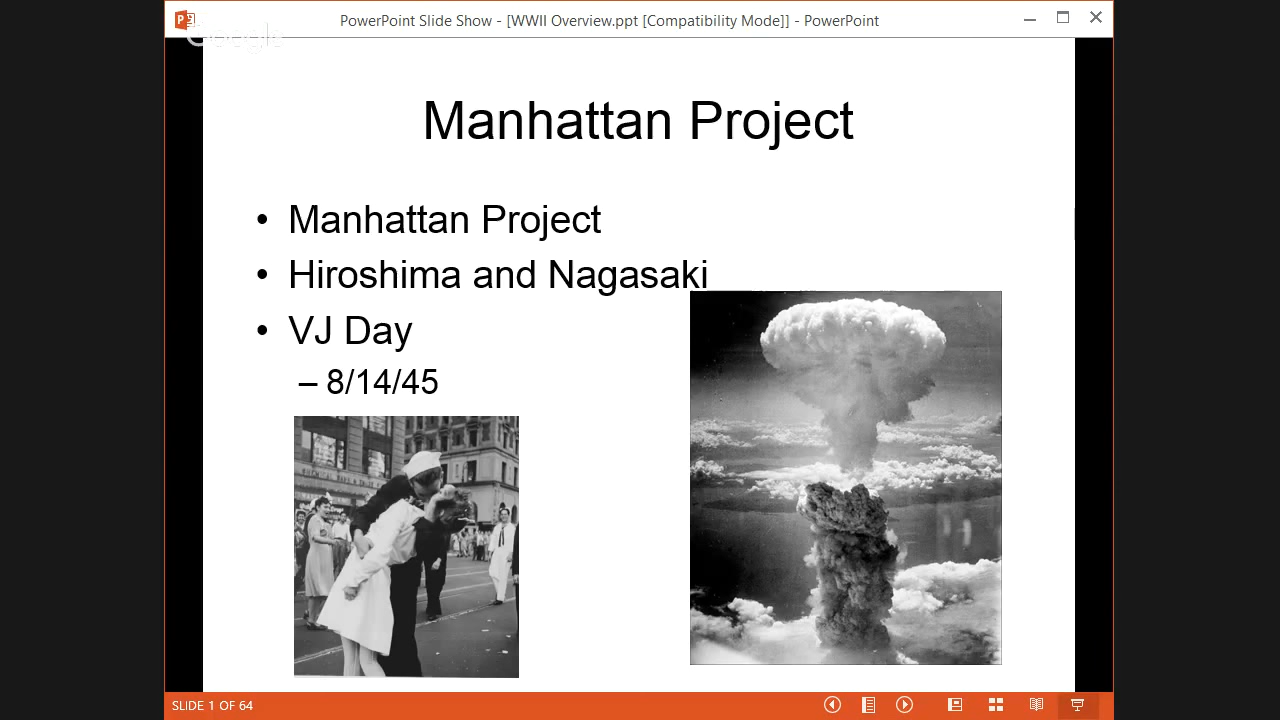 PowerPoint Slide Show - [WWII Overview.ppt [Compatibility Mode]] - PowerPoint
Google
Manhattan Project
• Manhattan Project
• Hiroshima and Nagasaki
• VJ Day
– 8/14/45
SLIDE 1 OF 64